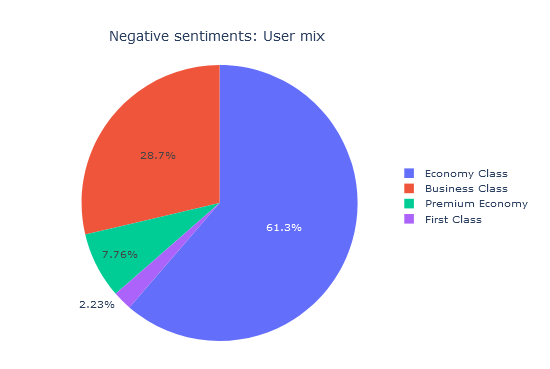 Negative sentiments: User mix
28.7%
61.3%
7.76%
2.23%
Economy Class
Business Class
Premium Economy
First Class